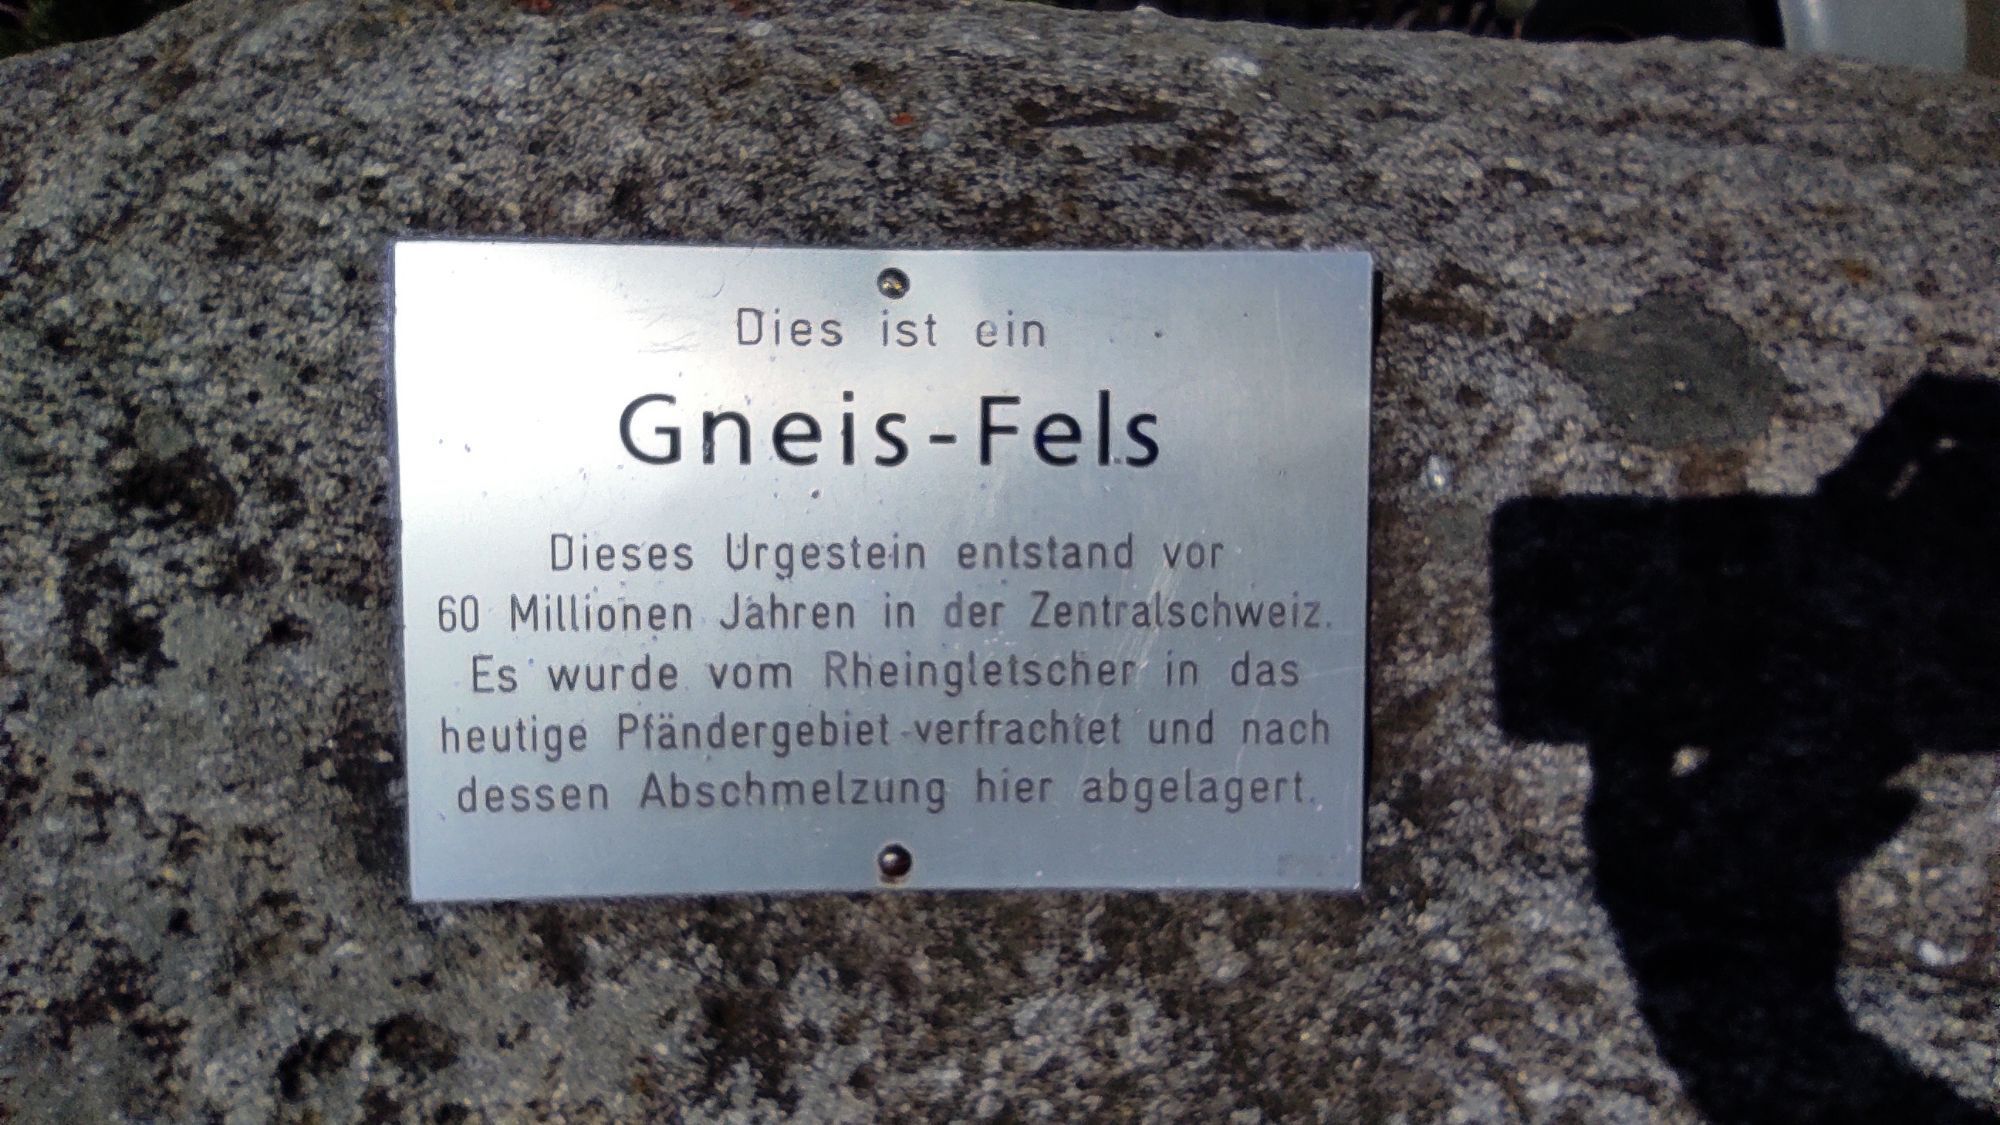 Dies ist ein
Gneis-Fels
Dieses Urgestein entstand vor
60 Millionen Jahren in der Zentralschweiz.
Es wurde vom Rheingletscher in das
heutige Pfändergebiet verfrachtet und nach
dessen Abschmelzung hier abgelagert.